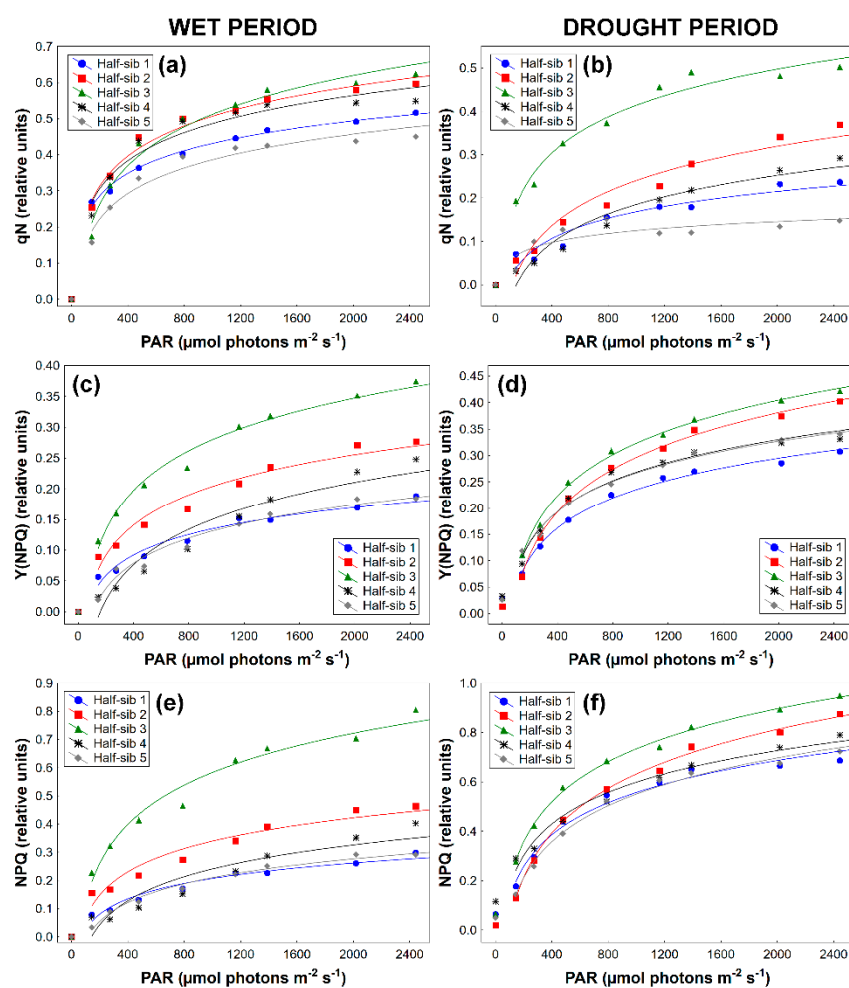 WET PERIOD
DROUGHT PERIOD
(a)
Half-sib 1
Half-sib 2
Half-sib 3
Half-sib 4
Half-sib 5
qN (relative units)
0.7
0.6
0.5
0.4
0.3
0.2
0.1
0.0
0 400 800 1200 1600 2000 2400
PAR (µmol photons m⁻² s⁻¹)
(b)
Half-sib 1
Half-sib 2
Half-sib 3
Half-sib 4
Half-sib 5
qN (relative units)
0.5
0.4
0.3
0.2
0.1
0.0
0 400 800 1200 1600 2000 2400
PAR (µmol photons m⁻² s⁻¹)
(c)
Y(NPQ) (relative units)
0.40
0.35
0.30
0.25
0.20
0.15
0.10
0.05
0.00
Half-sib 1
Half-sib 2
Half-sib 3
Half-sib 4
Half-sib 5
0 400 800 1200 1600 2000 2400
PAR (µmol photons m⁻² s⁻¹)
(d)
Y(NPQ) (relative units)
0.45
0.40
0.35
0.30
0.25
0.20
0.15
0.10
0.05
0.00
Half-sib 1
Half-sib 2
Half-sib 3
Half-sib 4
Half-sib 5
0 400 800 1200 1600 2000 2400
PAR (µmol photons m⁻² s⁻¹)
(e)
Half-sib 1
Half-sib 2
Half-sib 3
Half-sib 4
Half-sib 5
NPQ (relative units)
0.9
0.8
0.7
0.6
0.5
0.4
0.3
0.2
0.1
0.0
0 400 800 1200 1600 2000 2400
PAR (µmol photons m⁻² s⁻¹)
(f)
Half-sib 1
Half-sib 2
Half-sib 3
Half-sib 4
Half-sib 5
NPQ (relative units)
1.0
0.8
0.6
0.4
0.2
0.0
0 400 800 1200 1600 2000 2400
PAR (µmol photons m⁻² s⁻¹)